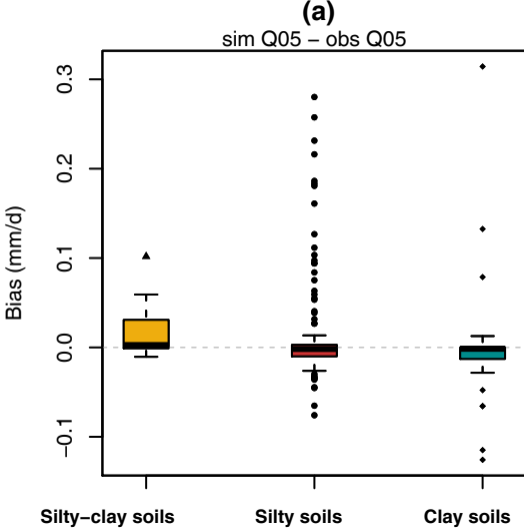 (a)
sim Q05 − obs Q05
Bias (mm/d)
0.3
0.2
0.1
0.0
−0.1
Silty−clay soils
Silty soils
Clay soils